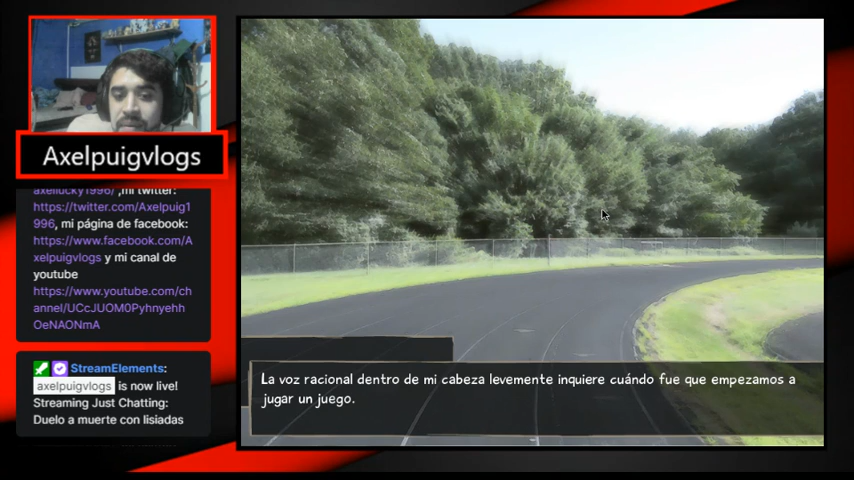 Axelpuigvlogs
axellucky1996/ ,mi twitter:
https://twitter.com/Axelpuig1
996, mi página de facebook:
https://www.facebook.com/A
xelpuigvlogs y mi canal de
youtube
https://www.youtube.com/ch
annel/UCcJUOM0Pyhnyehh
OeNAONmA
StreamElements:
axelpuigvlogs is now live!
Streaming Just Chatting:
Duelo a muerte con lisiadas
La voz racional dentro de mi cabeza levemente inquiere cuándo fue que empezamos a
jugar un juego.